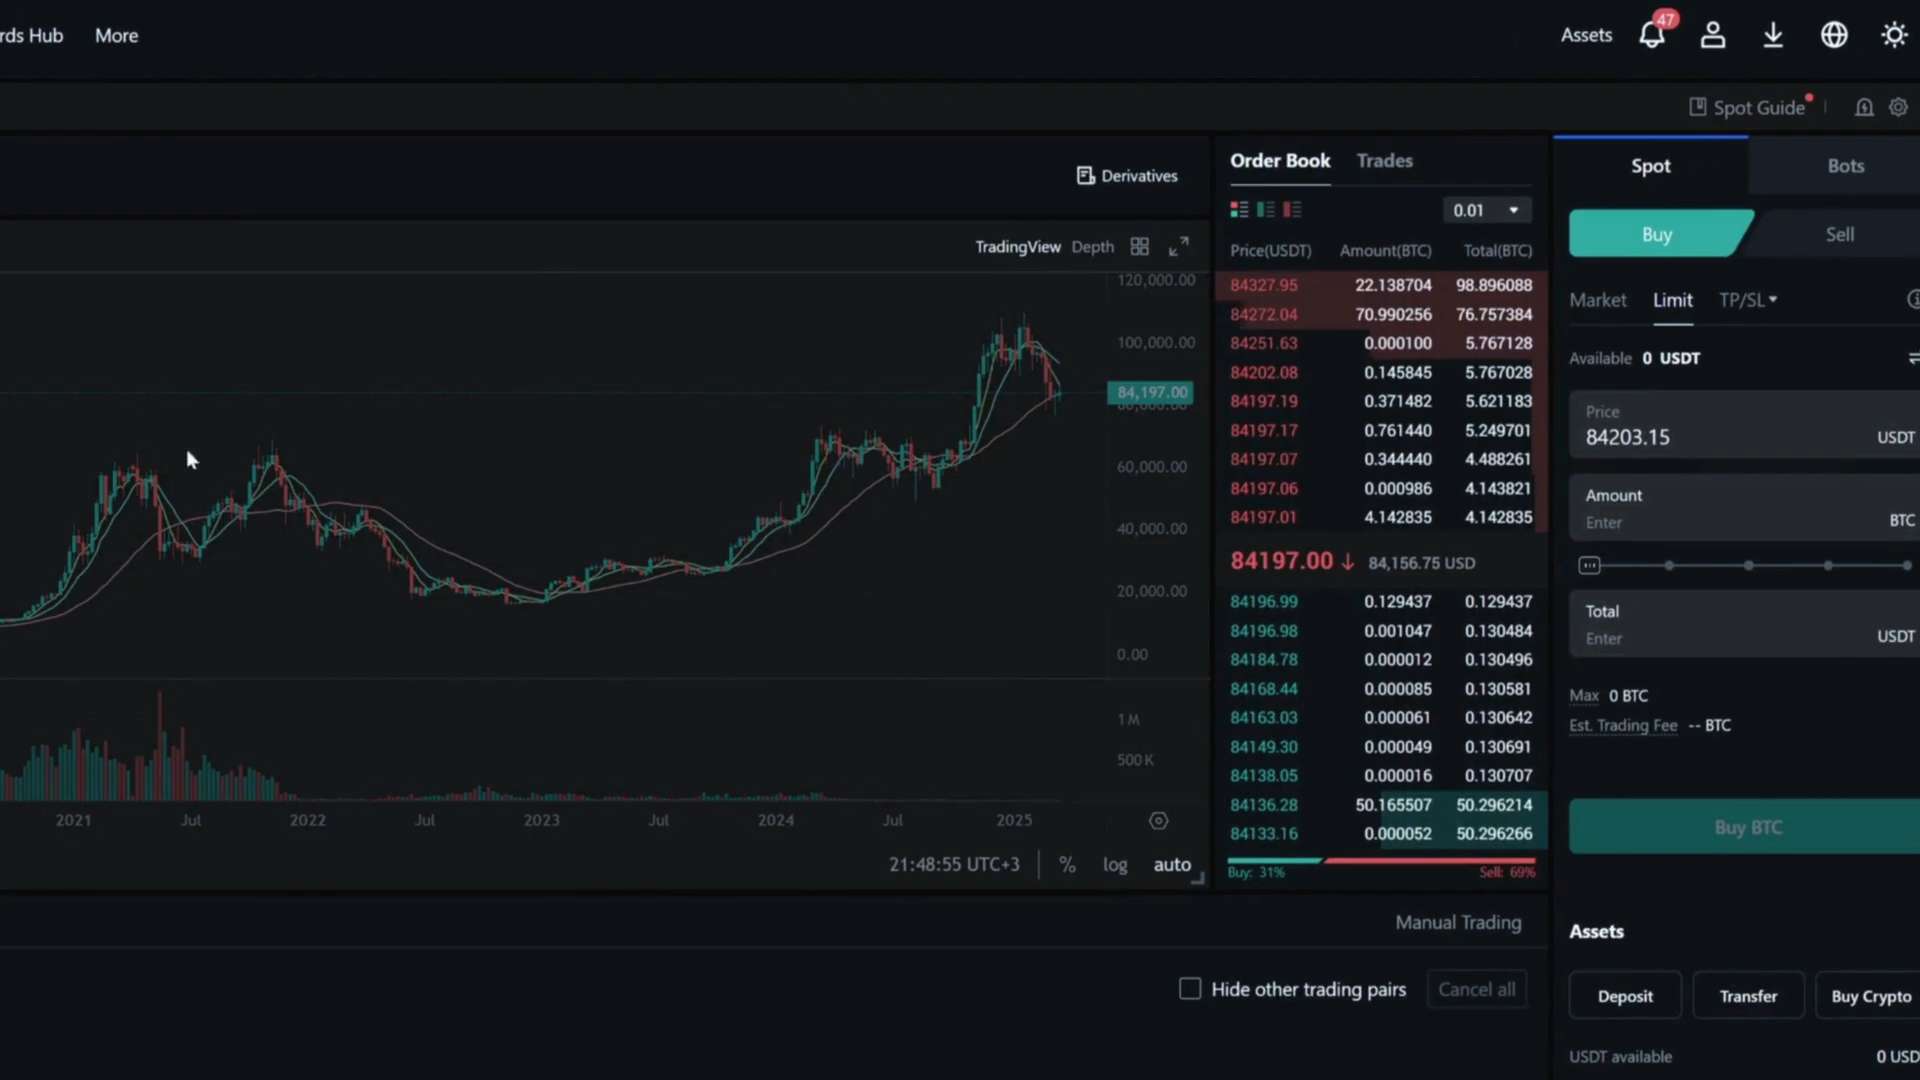 rds Hub More Assets 47
Spot Guide
Derivatives
TradingView Depth
120,000.00
100,000.00
84,197.00
80,000.00
60,000.00
40,000.00
20,000.00
0.00
1M
500K
2021 Jul 2022 Jul 2023 Jul 2024 Jul 2025
21:48:55 UTC+3 % log auto
Order Book Trades
0.01
Price(USDT) Amount(BTC) Total(BTC)
84327.95 22.138704 98.896088
84272.04 70.990256 76.757384
84251.63 0.000100 5.767128
84202.08 0.145845 5.767028
84197.19 0.371482 5.621183
84197.17 0.761440 5.249701
84197.07 0.344440 4.488261
84197.06 0.000986 4.143821
84197.01 4.142835 4.142835
84197.00↓ 84,156.75 USD
84196.99 0.129437 0.129437
84196.98 0.001047 0.130484
84184.78 0.000012 0.130496
84168.44 0.000085 0.130581
84163.03 0.000061 0.130642
84149.30 0.000049 0.130691
84138.05 0.000016 0.130707
84136.28 50.165507 50.296214
84133.16 0.000052 50.296266
Buy: 31% Sell: 69%
Spot Bots
Buy Sell
Market Limit TP/SL
Available 0 USDT
Price
84203.15 USDT
Amount
Enter BTC
Total
Enter USDT
Max 0 BTC
Est. Trading Fee -- BTC
Buy BTC
Manual Trading
Hide other trading pairs Cancel all
Assets
Deposit Transfer Buy Crypto
USDT available 0 USD